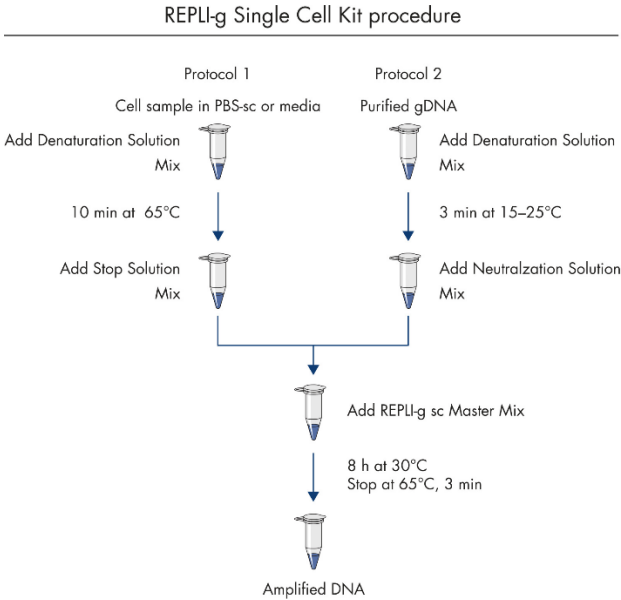 REPLI-g Single Cell Kit procedure
Protocol 1
Protocol 2
Cell sample in PBS-sc or media
Purified gDNA
Add Denaturation Solution
Mix
Add Denaturation Solution
Mix
10 min at 65°C
3 min at 15–25°C
Add Stop Solution
Mix
Add Neutralzation Solution
Mix
Add REPLI-g sc Master Mix
8 h at 30°C
Stop at 65°C, 3 min
Amplified DNA